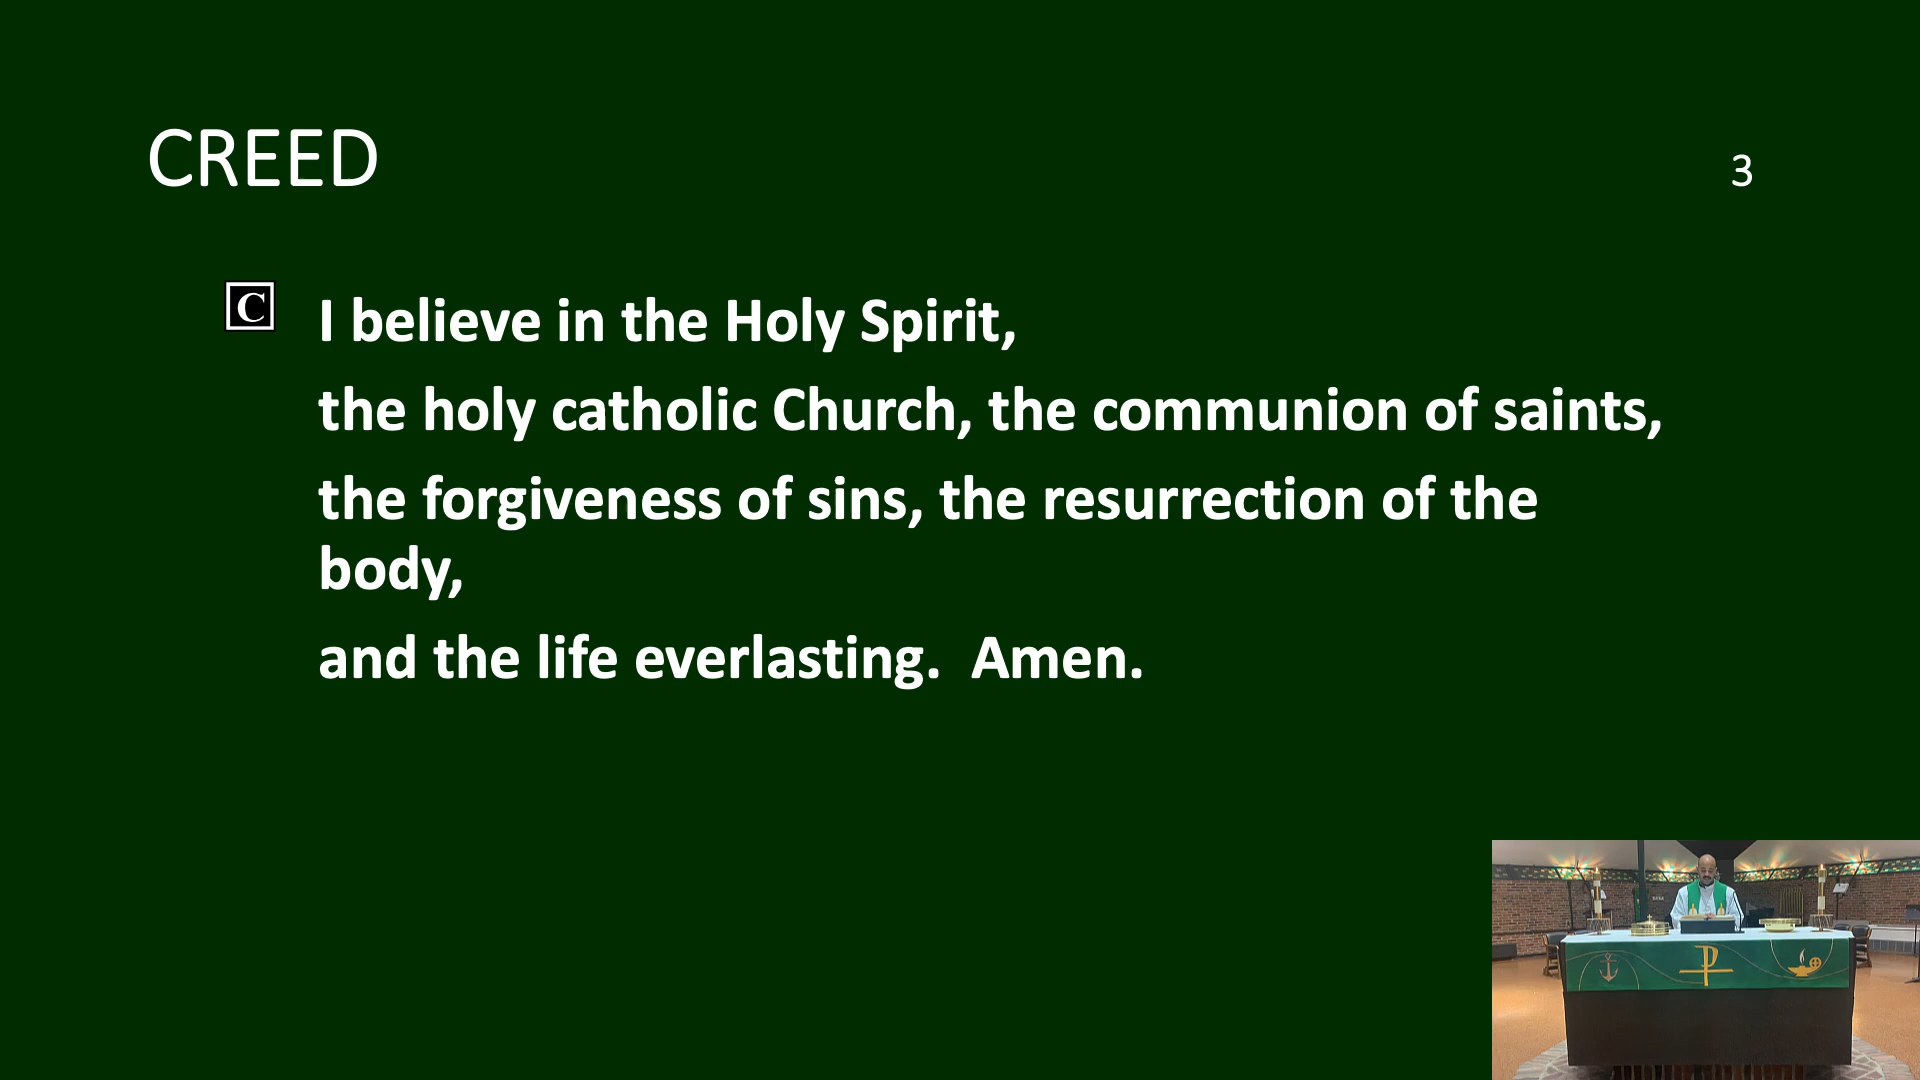 CREED
3
C
I believe in the Holy Spirit,
the holy catholic Church, the communion of saints,
the forgiveness of sins, the resurrection of the
body,
and the life everlasting.  Amen.